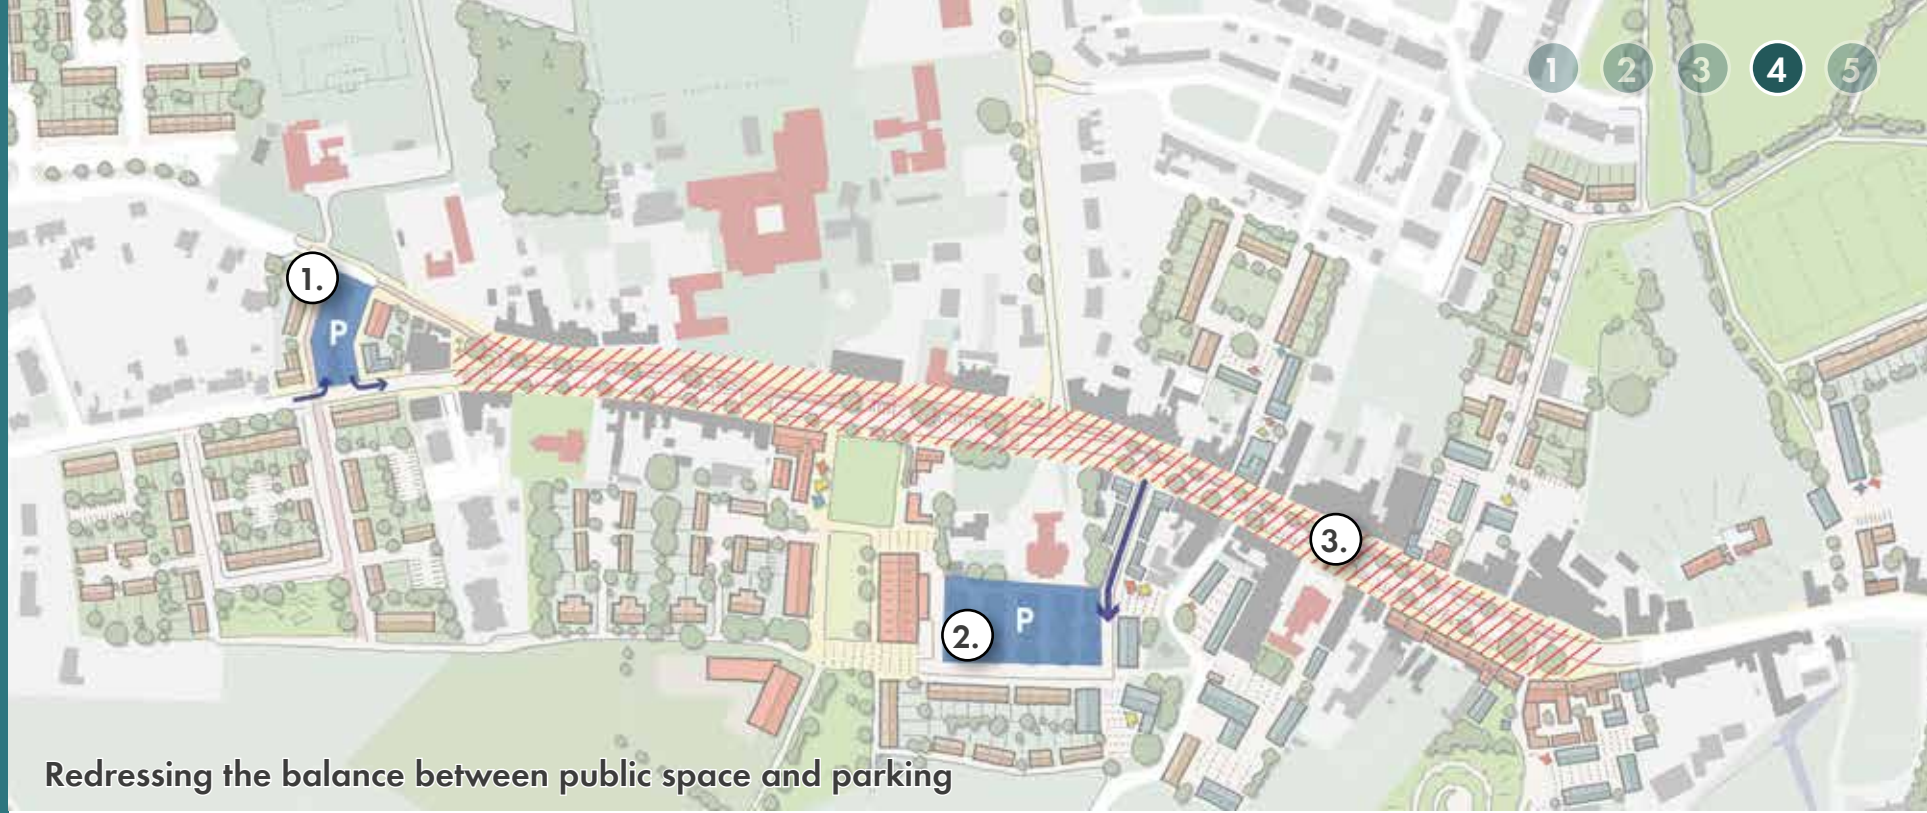 1 2 3 4 5
1.
P
3.
2.
P
Redressing the balance between public space and parking